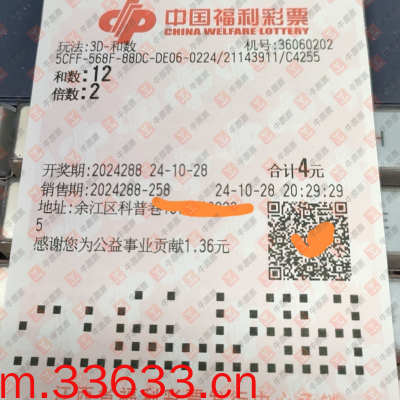 中国福利彩票
CHINA WELFARE LOTTERY
玩法:3D-和数 机号:36060202
5CFF-568F-88DC-DE06-0224/21143911/C4255
和数:12
倍数:2
开奖期:2024288 24-10-28 合计4元
销售期:2024288-258 24-10-28 20:29:29
地址:余江区科普巷
5
感谢您为公益事业贡献1.36元
m.33633.cn